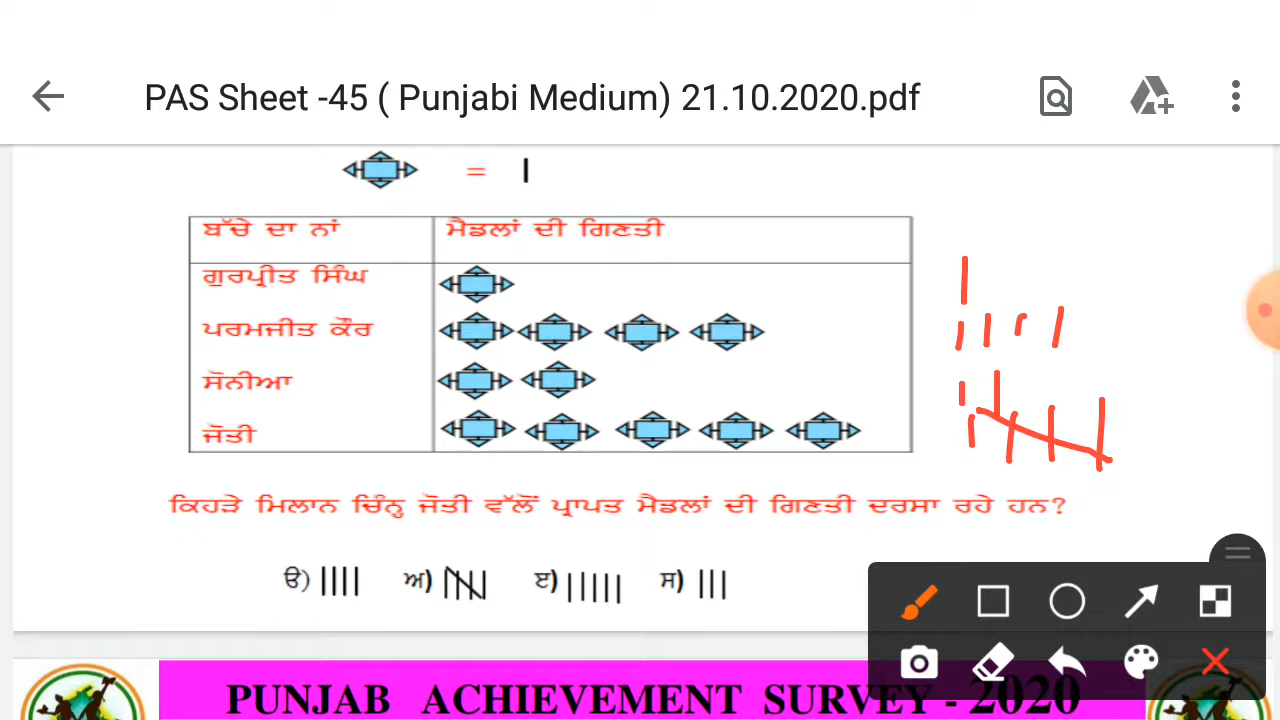 PAS Sheet -45 ( Punjabi Medium) 21.10.2020.pdf
= |
ਬੱਚੇ ਦਾ ਨਾਂ ਮੈਡਲਾਂ ਦੀ ਗਿਣਤੀ
ਗੁਰਪ੍ਰੀਤ ਸਿੰਘ
ਪਰਮਜੀਤ ਕੌਰ
ਸੋਨੀਆ
ਜੋਤੀ
ਕਿਹੜੇ ਮਿਲਾਨ ਚਿੰਨ੍ਹ ਜੋਤੀ ਵੱਲੋਂ ਪ੍ਰਾਪਤ ਮੈਡਲਾਂ ਦੀ ਗਿਣਤੀ ਦਰਸਾ ਰਹੇ ਹਨ?
ੳ) |||| ਅ) 卌 ੲ) ||||| ਸ) |||
PUNJAB ACHIEVEMENT SURVEY - 2020